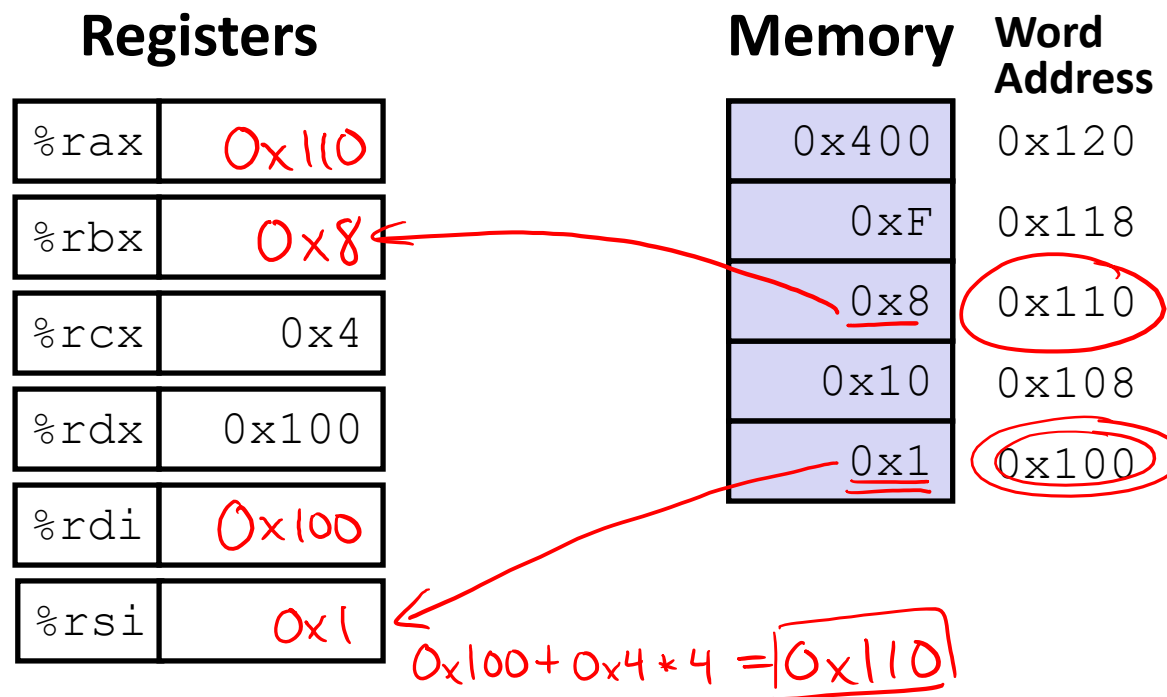 Registers
Memory
Word
Address
%rax 0x110
0x400 0x120
%rbx 0x8
0xF 0x118
%rcx 0x4
0x8 0x110
%rdx 0x100
0x10 0x108
%rdi 0x100
0x1 0x100
%rsi 0x1
0x100 + 0x4 * 4 = 0x110